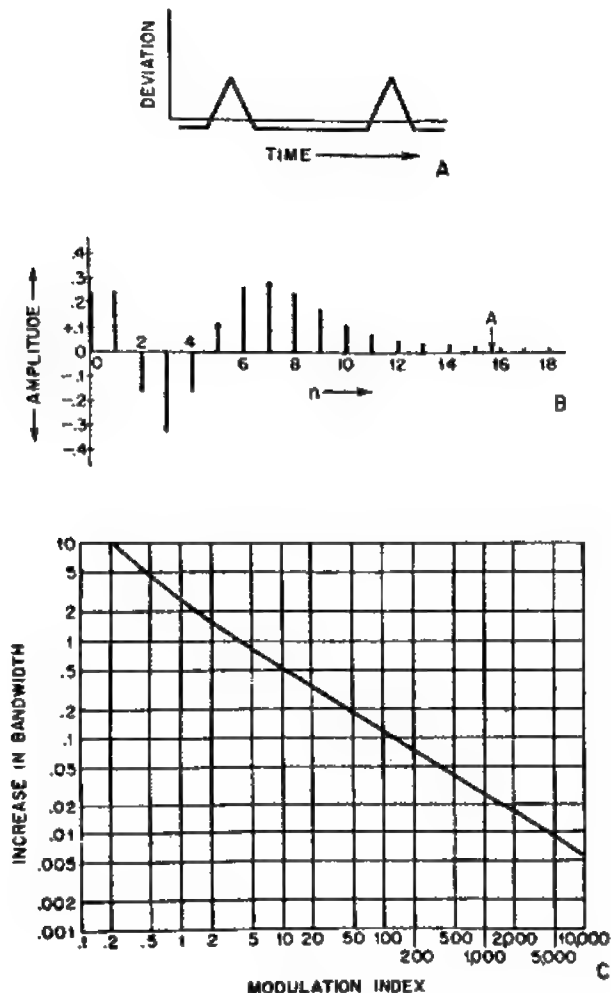 DEVIATION
TIME
A
AMPLITUDE
.4
.3
.2
+.1
0
-.1
-.2
-.3
-.4
0 2 4 6 8 10 12 14 16 18
A
n
B
INCREASE IN BANDWIDTH
10
5
2
1
.5
.2
.1
.05
.02
.01
.005
.002
.001
.1 .2 .5 1 2 5 10 20 50 100 200 500 1,000 2,000 5,000 10,000
C
MODULATION INDEX